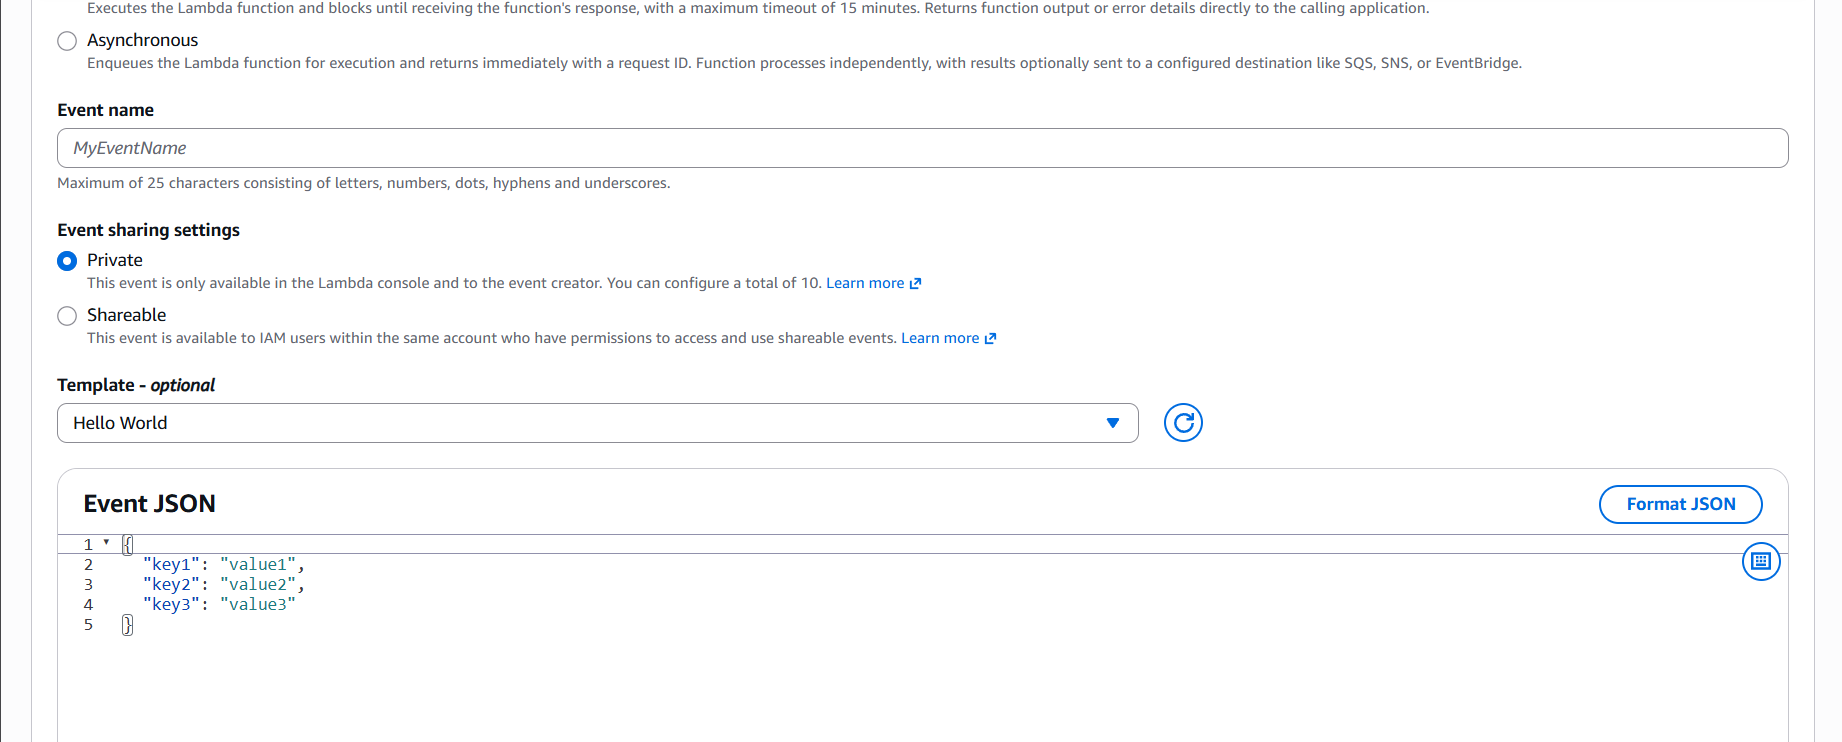 Executes the Lambda function and blocks until receiving the function's response, with a maximum timeout of 15 minutes. Returns function output or error details directly to the calling application.
Asynchronous
Enqueues the Lambda function for execution and returns immediately with a request ID. Function processes independently, with results optionally sent to a configured destination like SQS, SNS, or EventBridge.
Event name
MyEventName
Maximum of 25 characters consisting of letters, numbers, dots, hyphens and underscores.
Event sharing settings
Private
This event is only available in the Lambda console and to the event creator. You can configure a total of 10. Learn more
Shareable
This event is available to IAM users within the same account who have permissions to access and use shareable events. Learn more
Template - optional
Hello World
Event JSON
Format JSON
1 {
2 "key1": "value1",
3 "key2": "value2",
4 "key3": "value3"
5 }